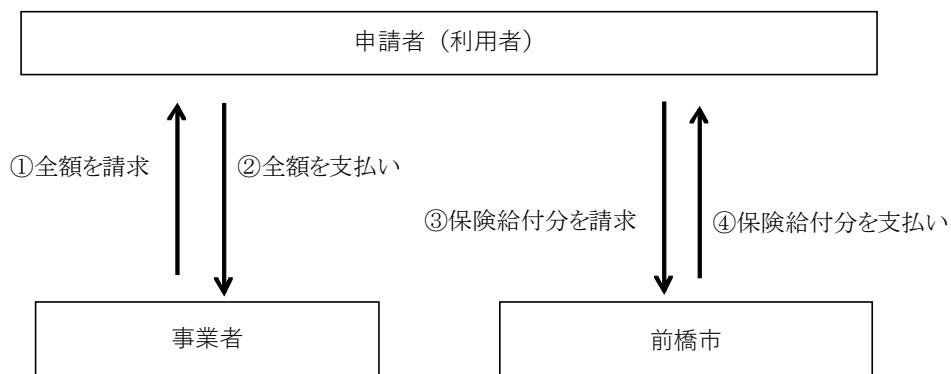 申請者（利用者）
①全額を請求
②全額を支払い
③保険給付分を請求
④保険給付分を支払い
事業者
前橋市